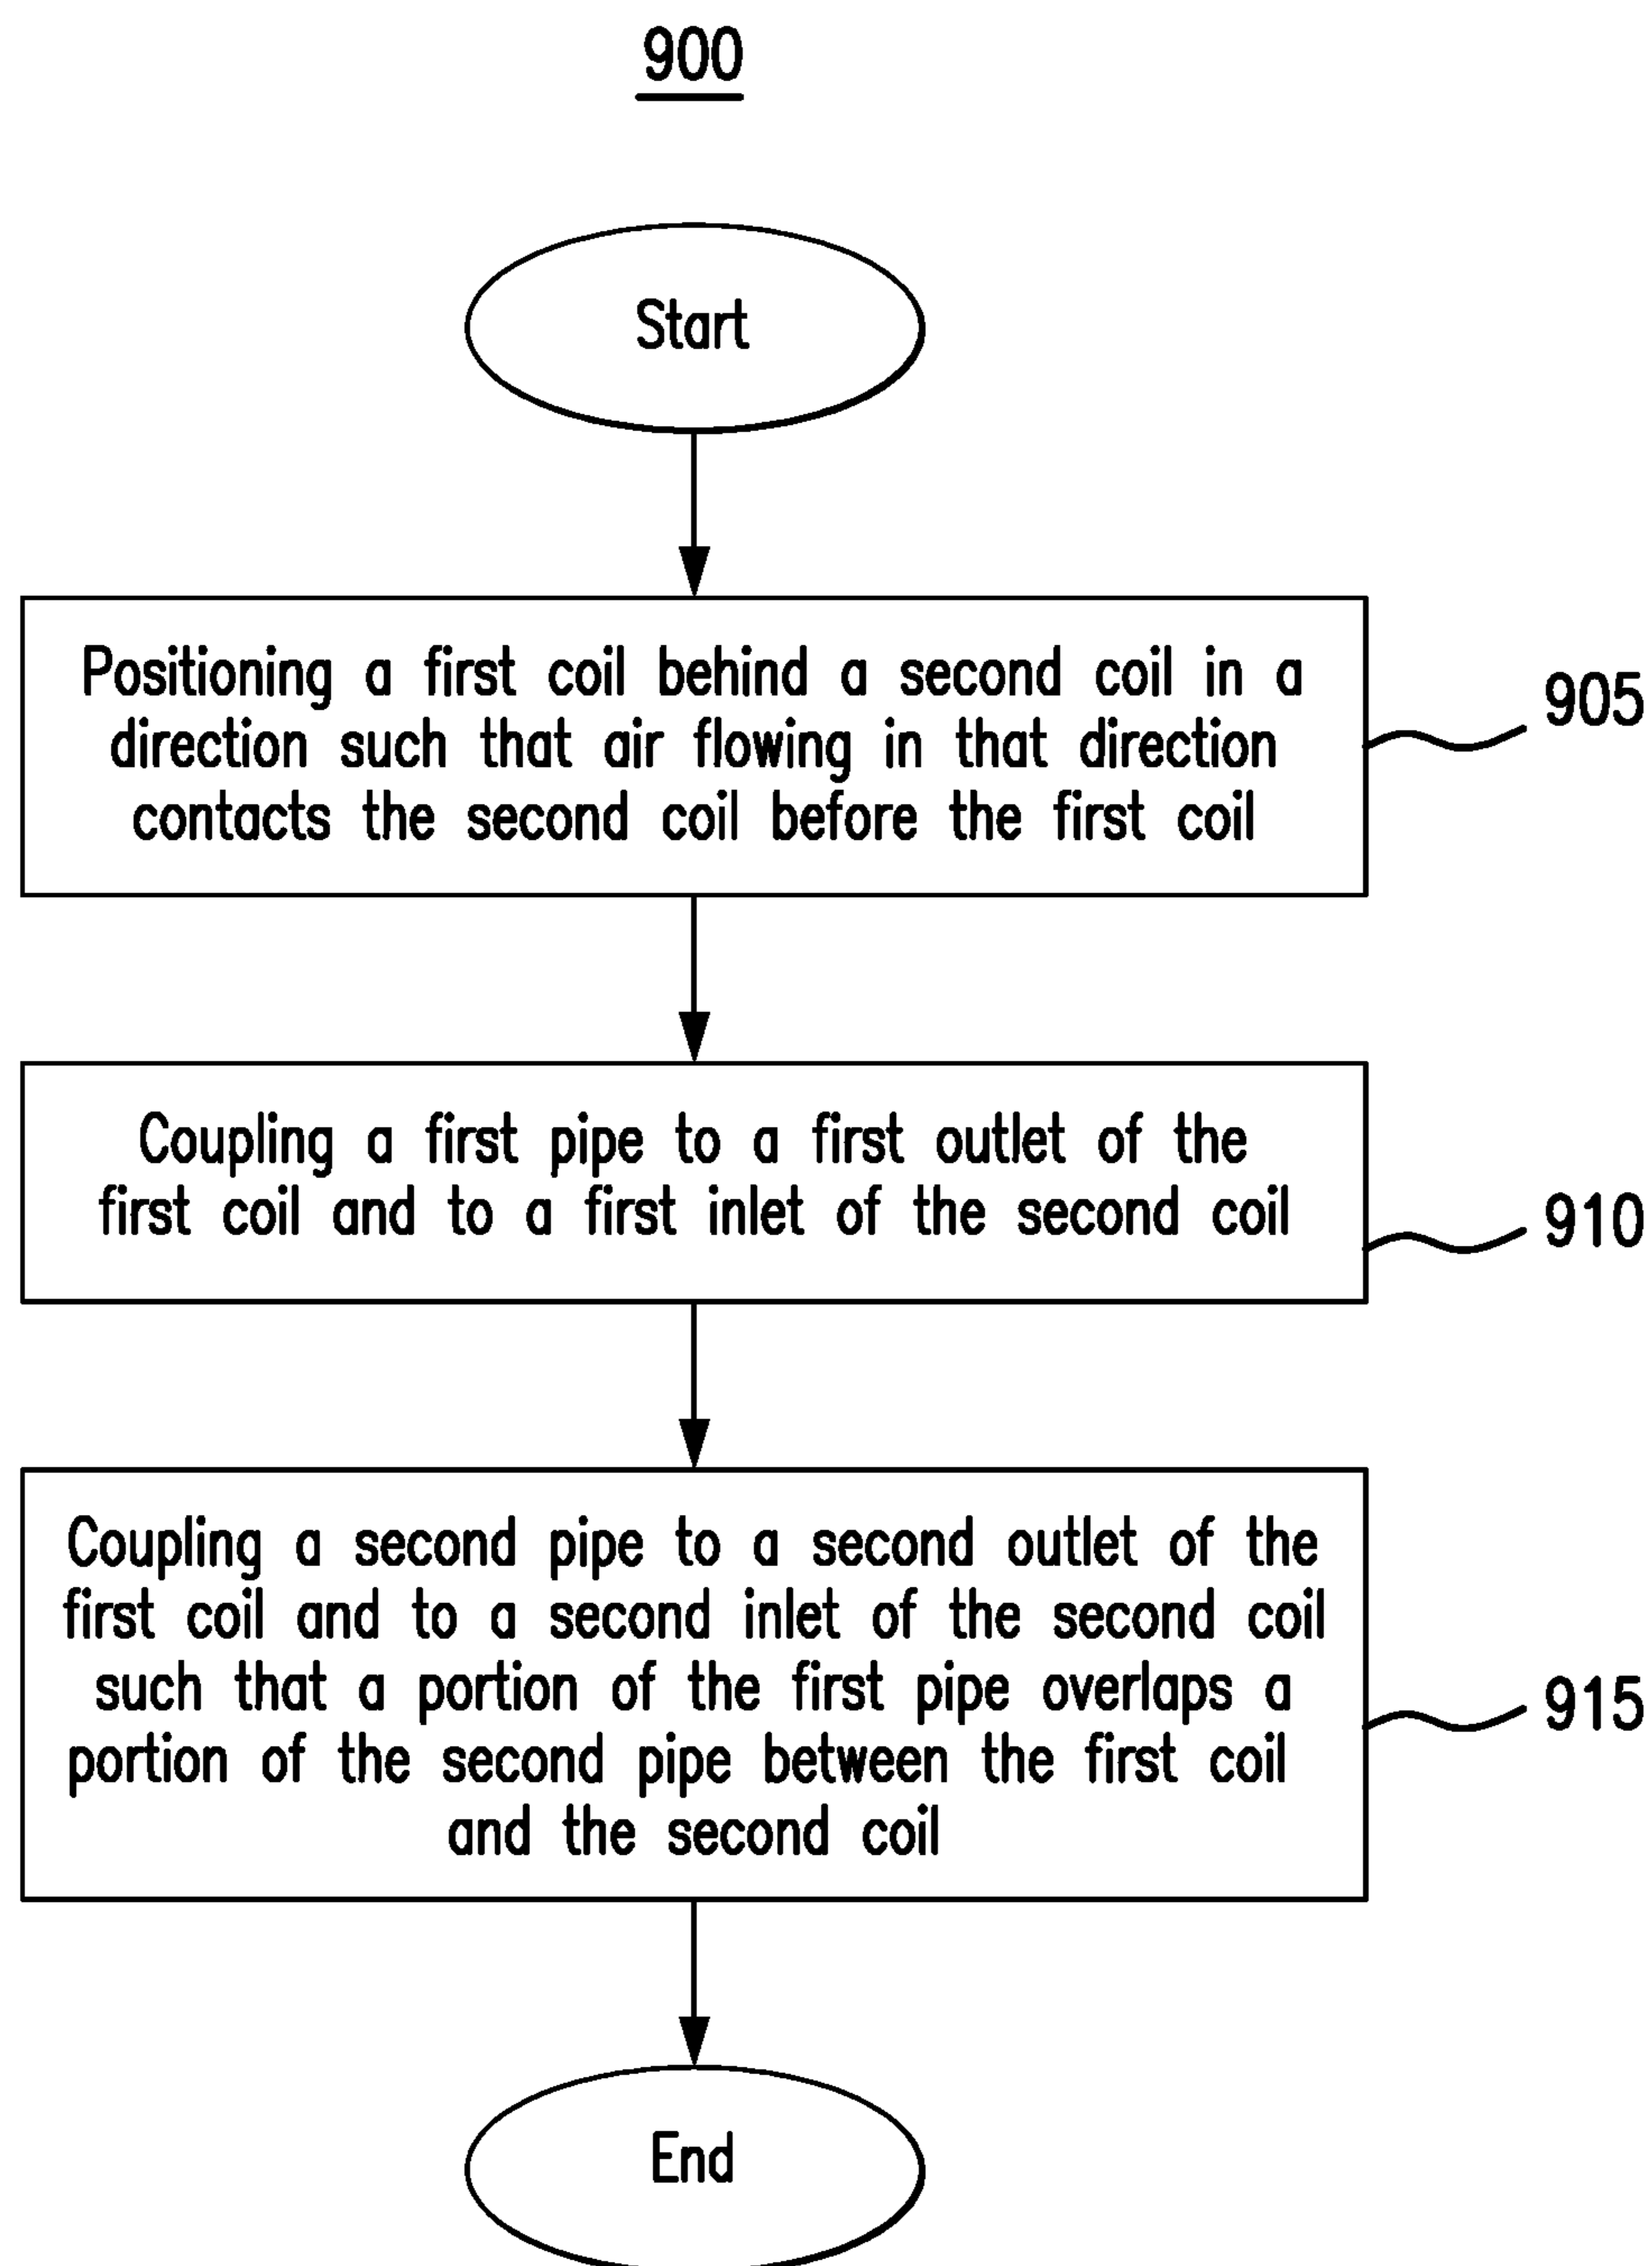 900
Start
Positioning a first coil behind a second coil in a
direction such that air flowing in that direction
contacts the second coil before the first coil
905
Coupling a first pipe to a first outlet of the
first coil and to a first inlet of the second coil
910
Coupling a second pipe to a second outlet of the
first coil and to a second inlet of the second coil
such that a portion of the first pipe overlaps a
portion of the second pipe between the first coil
and the second coil
915
End